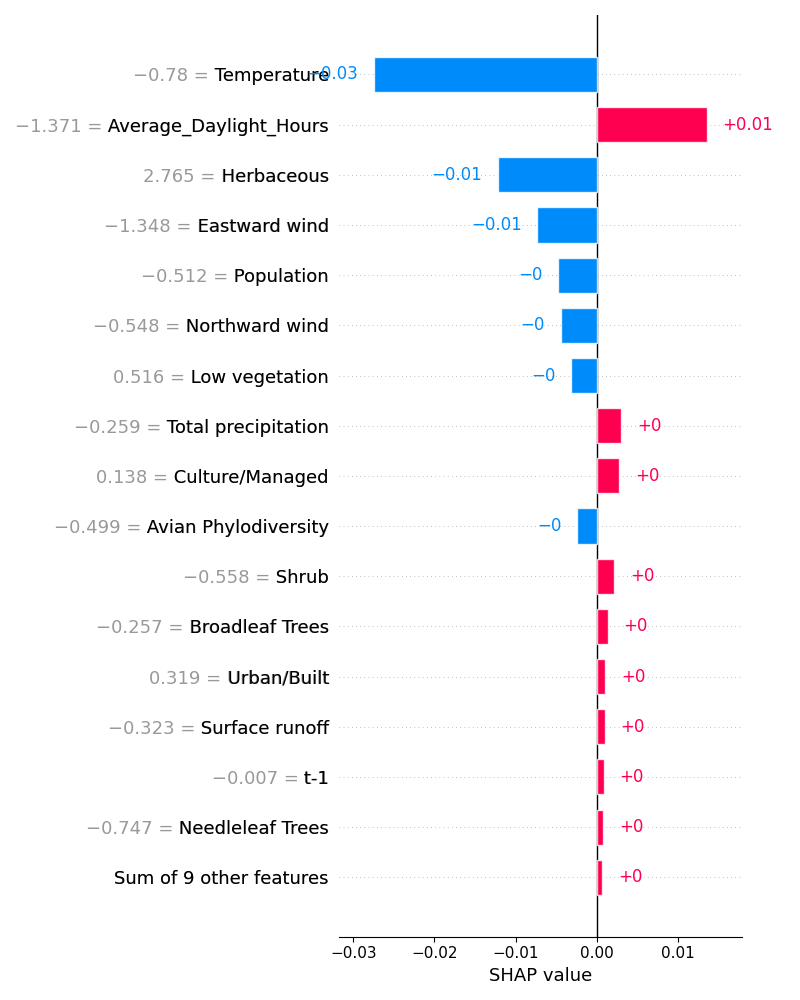 −0.78 = Temperature −0.03
−1.371 = Average_Daylight_Hours +0.01
2.765 = Herbaceous −0.01
−1.348 = Eastward wind −0.01
−0.512 = Population −0
−0.548 = Northward wind −0
0.516 = Low vegetation −0
−0.259 = Total precipitation +0
0.138 = Culture/Managed +0
−0.499 = Avian Phylodiversity −0
−0.558 = Shrub +0
−0.257 = Broadleaf Trees +0
0.319 = Urban/Built +0
−0.323 = Surface runoff +0
−0.007 = t-1 +0
−0.747 = Needleleaf Trees +0
Sum of 9 other features +0
−0.03 −0.02 −0.01 0.00 0.01
SHAP value